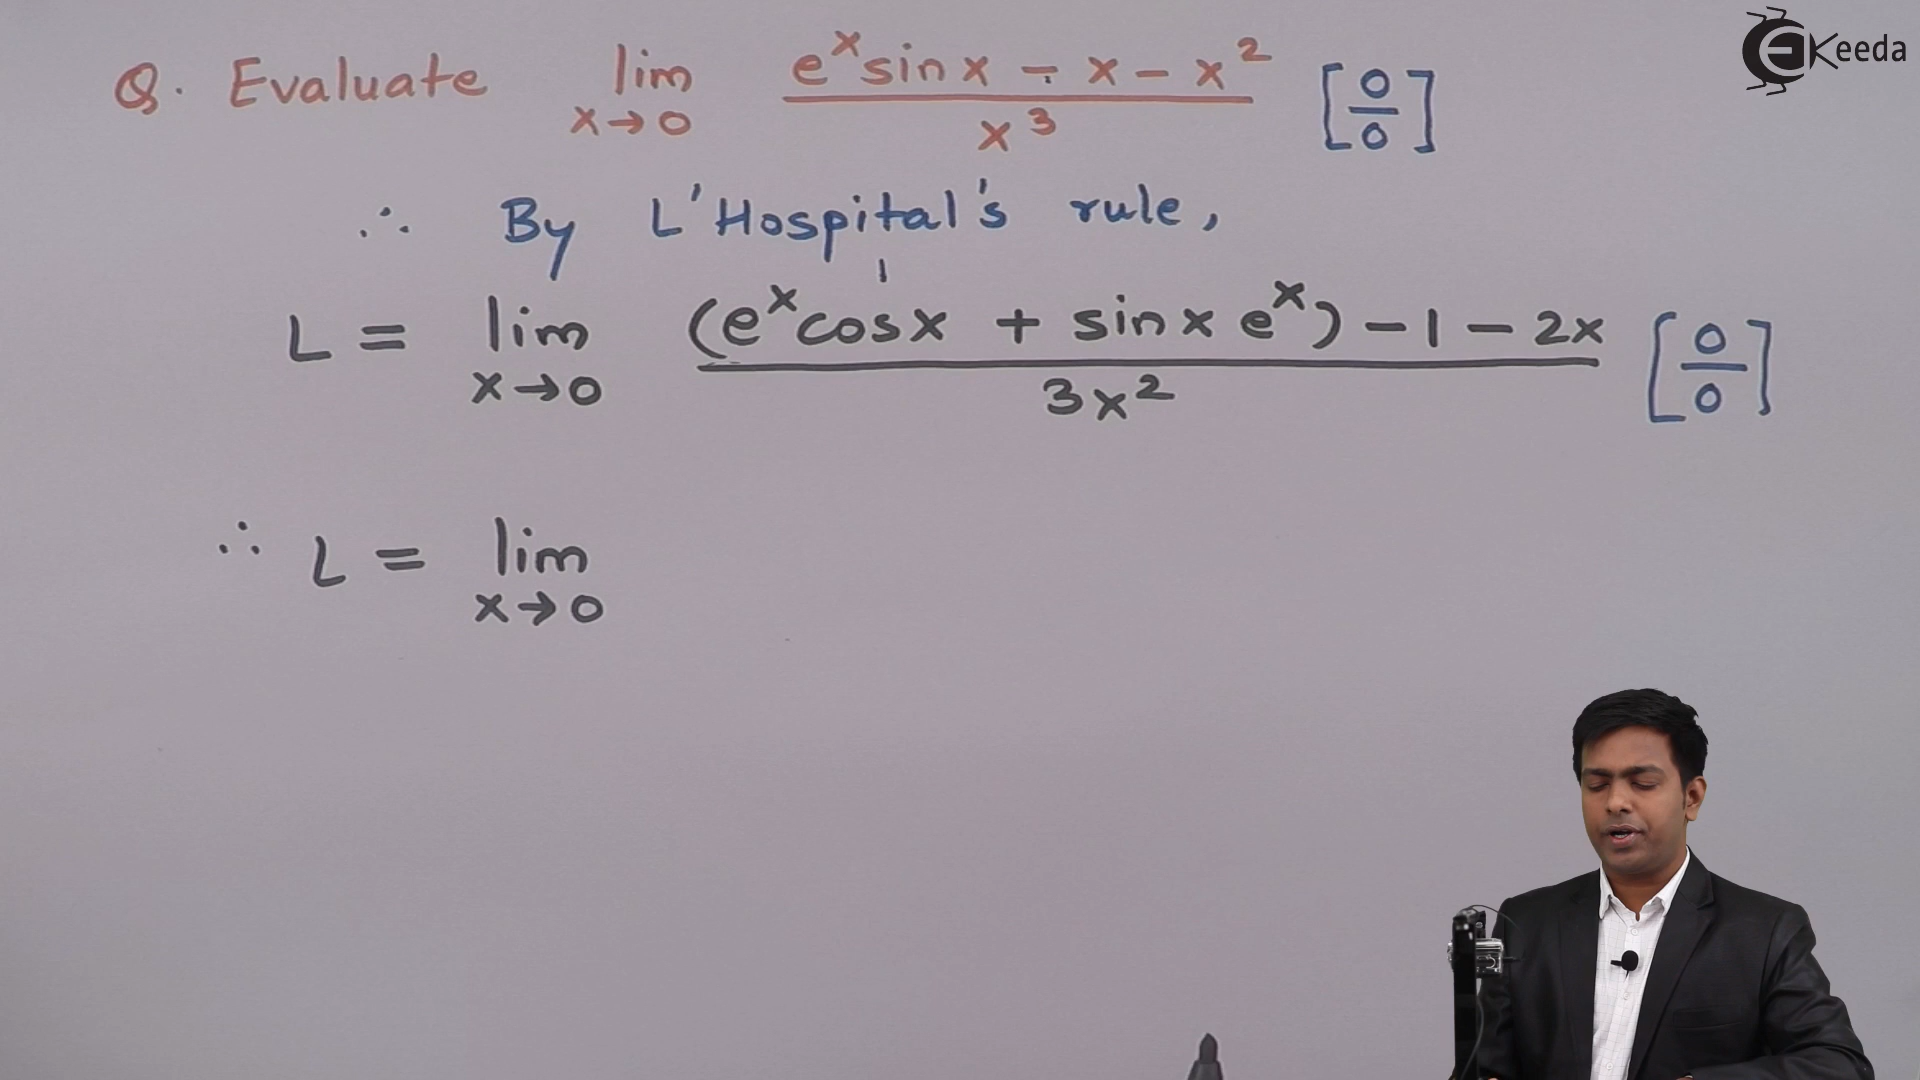 Keeda
Q. Evaluate lim x→0 (e^x sin x - x - x^2) / x^3 [0/0]
∴ By L'Hospital's rule,
L = lim x→0 ((e^x cos x + sin x e^x) - 1 - 2x) / 3x^2 [0/0]
∴ L = lim x→0